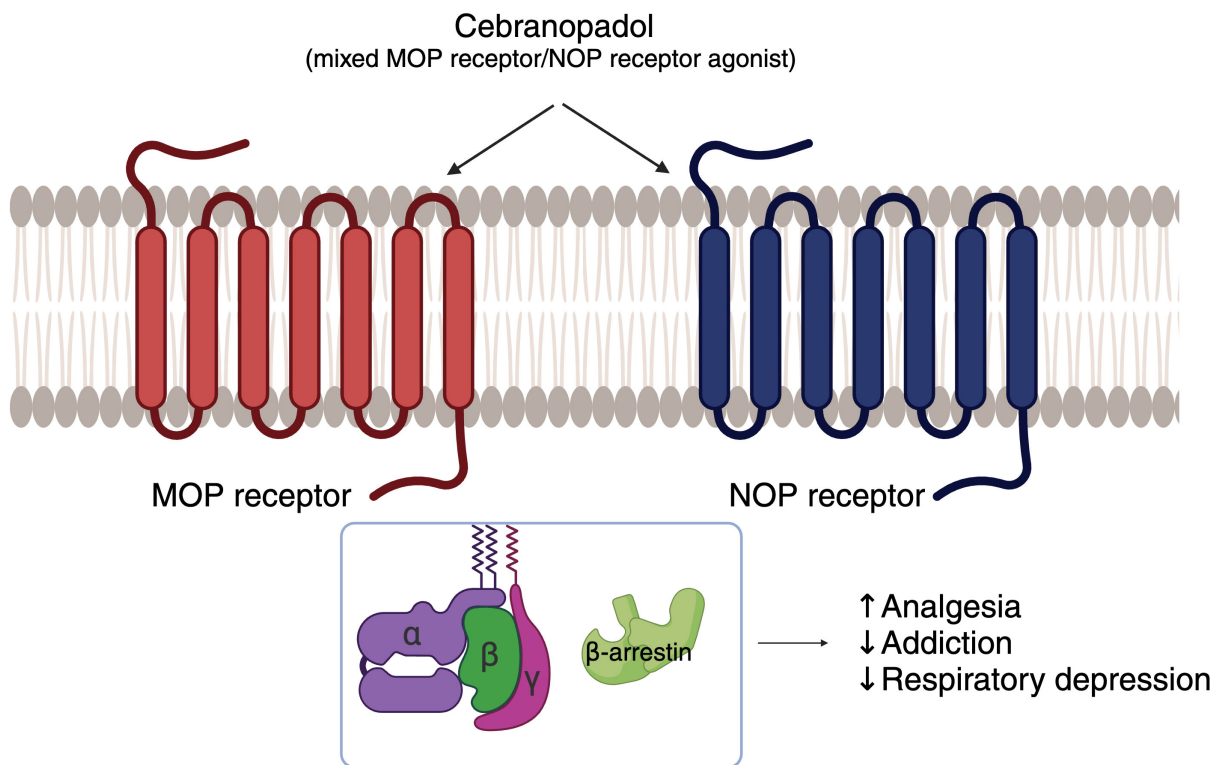 Cebranopadol
(mixed MOP receptor/NOP receptor agonist)
MOP receptor
NOP receptor
α
β
γ
β-arrestin
↑Analgesia
↓Addiction
↓Respiratory depression